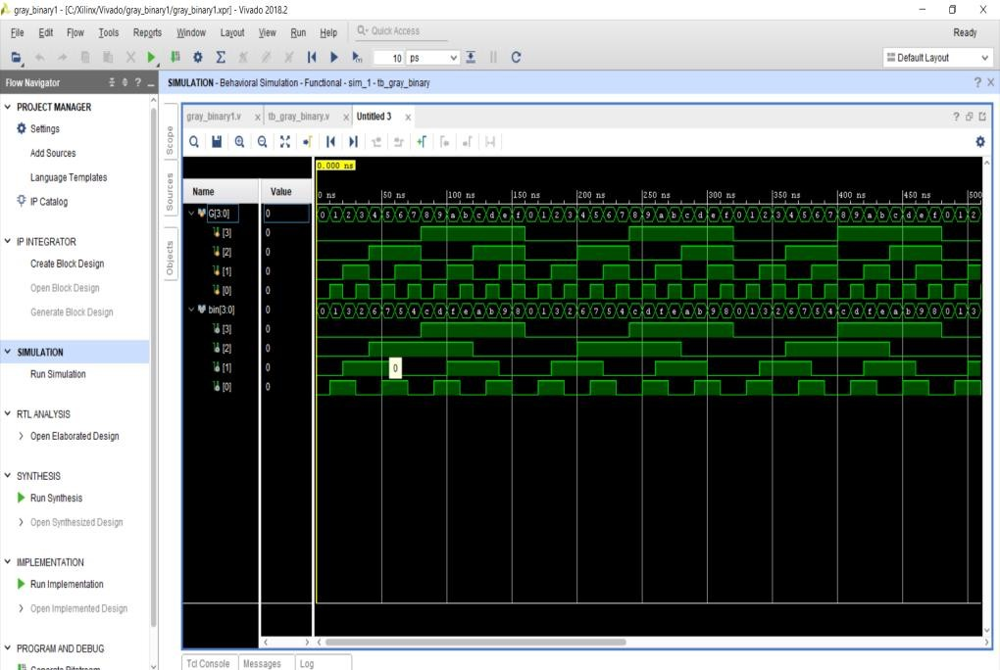 gray_binary1 - [C:/Xilinx/Vivado/gray_binary1/gray_binary1.xpr] - Vivado 2018.2
File Edit Flow Tools Reports Window Layout View Run Help Quick Access Ready
10 ps Default Layout
Flow Navigator
SIMULATION - Behavioral Simulation - Functional - sim_1 - tb_gray_binary
PROJECT MANAGER
Settings
Add Sources
Language Templates
IP Catalog
IP INTEGRATOR
Create Block Design
Open Block Design
Generate Block Design
SIMULATION
Run Simulation
RTL ANALYSIS
Open Elaborated Design
SYNTHESIS
Run Synthesis
Open Synthesized Design
IMPLEMENTATION
Run Implementation
Open Implemented Design
PROGRAM AND DEBUG
Generate Bitstream
Scope
Sources
Objects
gray_binary1.v x tb_gray_binary.v x Untitled 3 x
0.000 ns
Name Value
0 ns 50 ns 100 ns 150 ns 200 ns 250 ns 300 ns 350 ns 400 ns 450 ns 500
G[3:0] 0 0 1 2 3 4 5 6 7 8 9 a b c d e f 0 1 2 3 4 5 6 7 8 9 a b c d e f 0 1 2 3 4 5 6 7 8 9 a b c d e f 0 1 2
[3] 0
[2] 0
[1] 0
[0] 0
bin[3:0] 0 0 1 3 2 6 7 5 4 c d f e a b 9 8 0 1 3 2 6 7 5 4 c d f e a b 9 8 0 1 3 2 6 7 5 4 c d f e a b 9 8 0 1 3
[3] 0
[2] 0
[1] 0
0
[0] 0
Tcl Console Messages Log